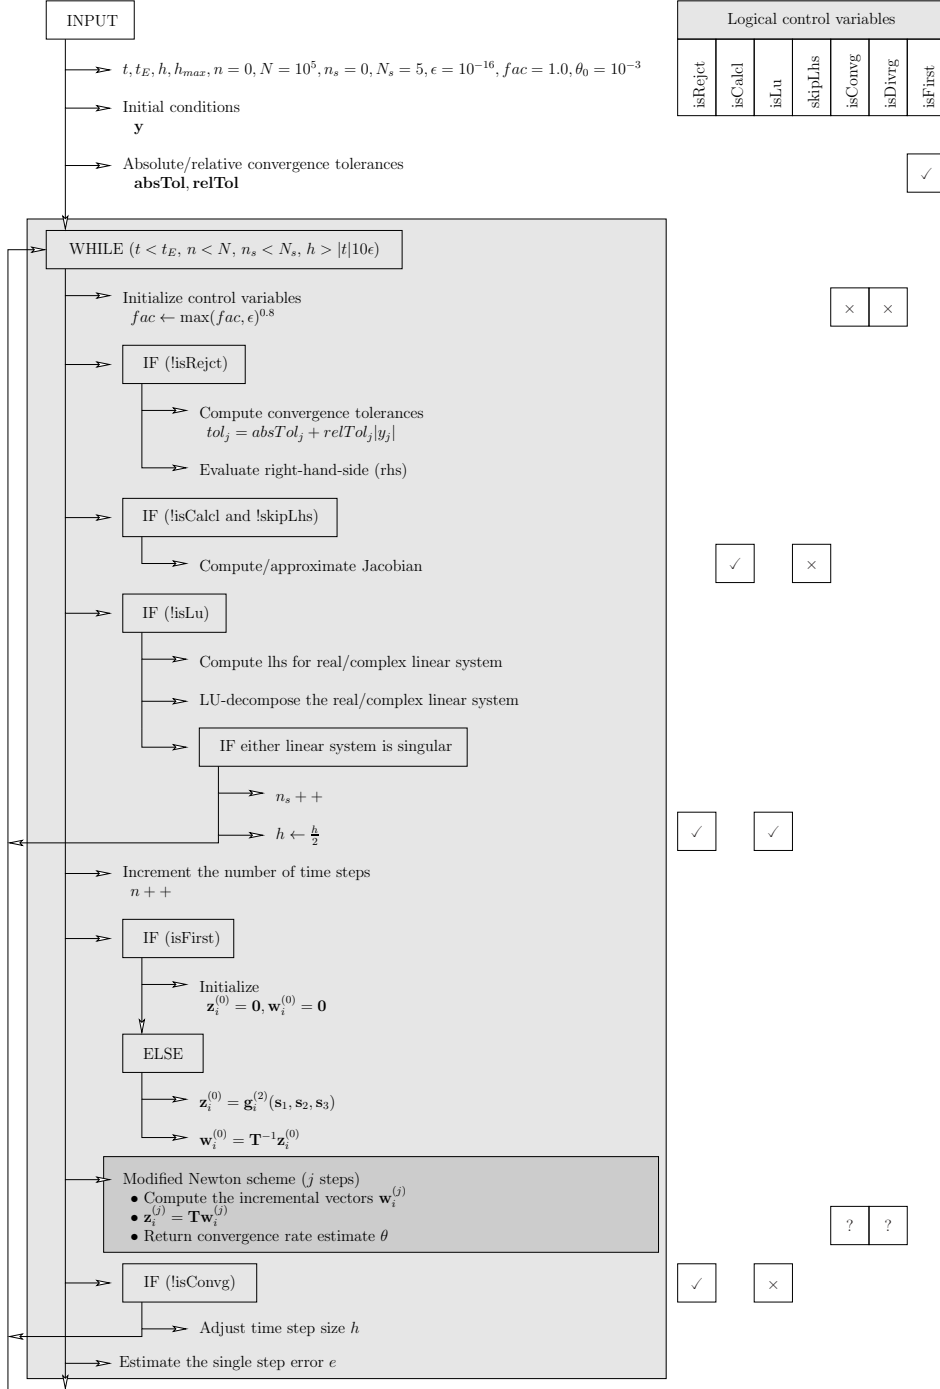 INPUT
Logical control variables
isRejct
isCalcl
isLu
skipLhs
isConvg
isDivrg
isFirst
t, t_E, h, h_{max}, n = 0, N = 10^5, n_s = 0, N_s = 5, ϵ = 10^{-16}, fac = 1.0, θ_0 = 10^{-3}
Initial conditions
y
Absolute/relative convergence tolerances
absTol, relTol
✓
WHILE (t < t_E, n < N, n_s < N_s, h > |t|10ϵ)
Initialize control variables
fac ← max(fac, ϵ)^{0.8}
× ×
IF (!isRejct)
Compute convergence tolerances
tol_j = absTol_j + relTol_j|y_j|
Evaluate right-hand-side (rhs)
IF (!isCalcl and !skipLhs)
Compute/approximate Jacobian
✓ ×
IF (!isLu)
Compute lhs for real/complex linear system
LU-decompose the real/complex linear system
IF either linear system is singular
n_s + +
h ← \frac{h}{2}
✓ ✓
Increment the number of time steps
n + +
IF (isFirst)
Initialize
z_i^{(0)} = 0, w_i^{(0)} = 0
ELSE
z_i^{(0)} = g_i^{(2)}(s_1, s_2, s_3)
w_i^{(0)} = T^{-1}z_i^{(0)}
Modified Newton scheme (j steps)
• Compute the incremental vectors w_i^{(j)}
• z_i^{(j)} = Tw_i^{(j)}
• Return convergence rate estimate θ
? ?
IF (!isConvg)
✓ ×
Adjust time step size h
Estimate the single step error e